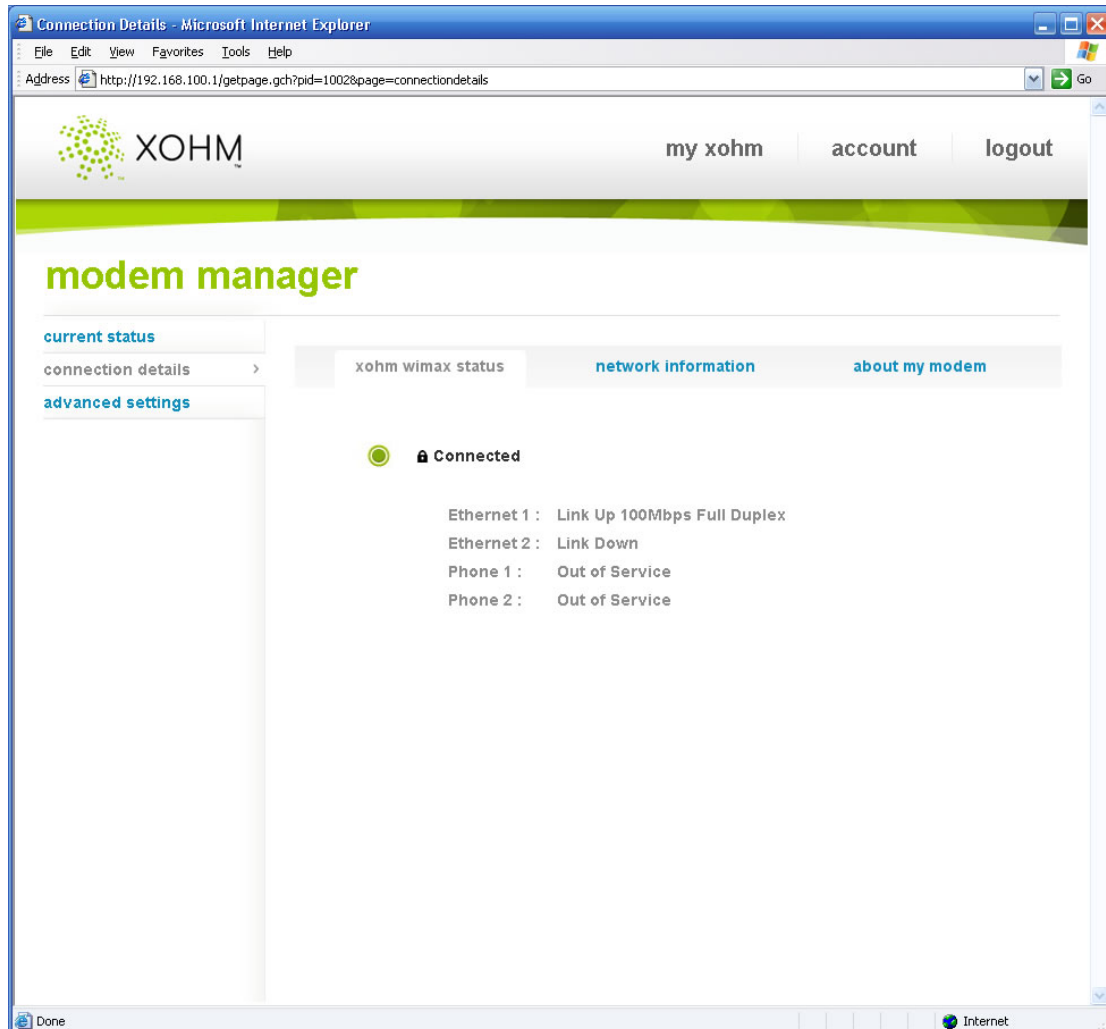 Connection Details - Microsoft Internet Explorer
File Edit View Favorites Tools Help
Address http://192.168.100.1/getpage.gch?pid=1002&page=connectiondetails Go
XOHM™ my xohm account logout
modem manager
current status
connection details >
advanced settings
xohm wimax status network information about my modem
Connected
Ethernet 1 : Link Up 100Mbps Full Duplex
Ethernet 2 : Link Down
Phone 1 : Out of Service
Phone 2 : Out of Service
Done Internet